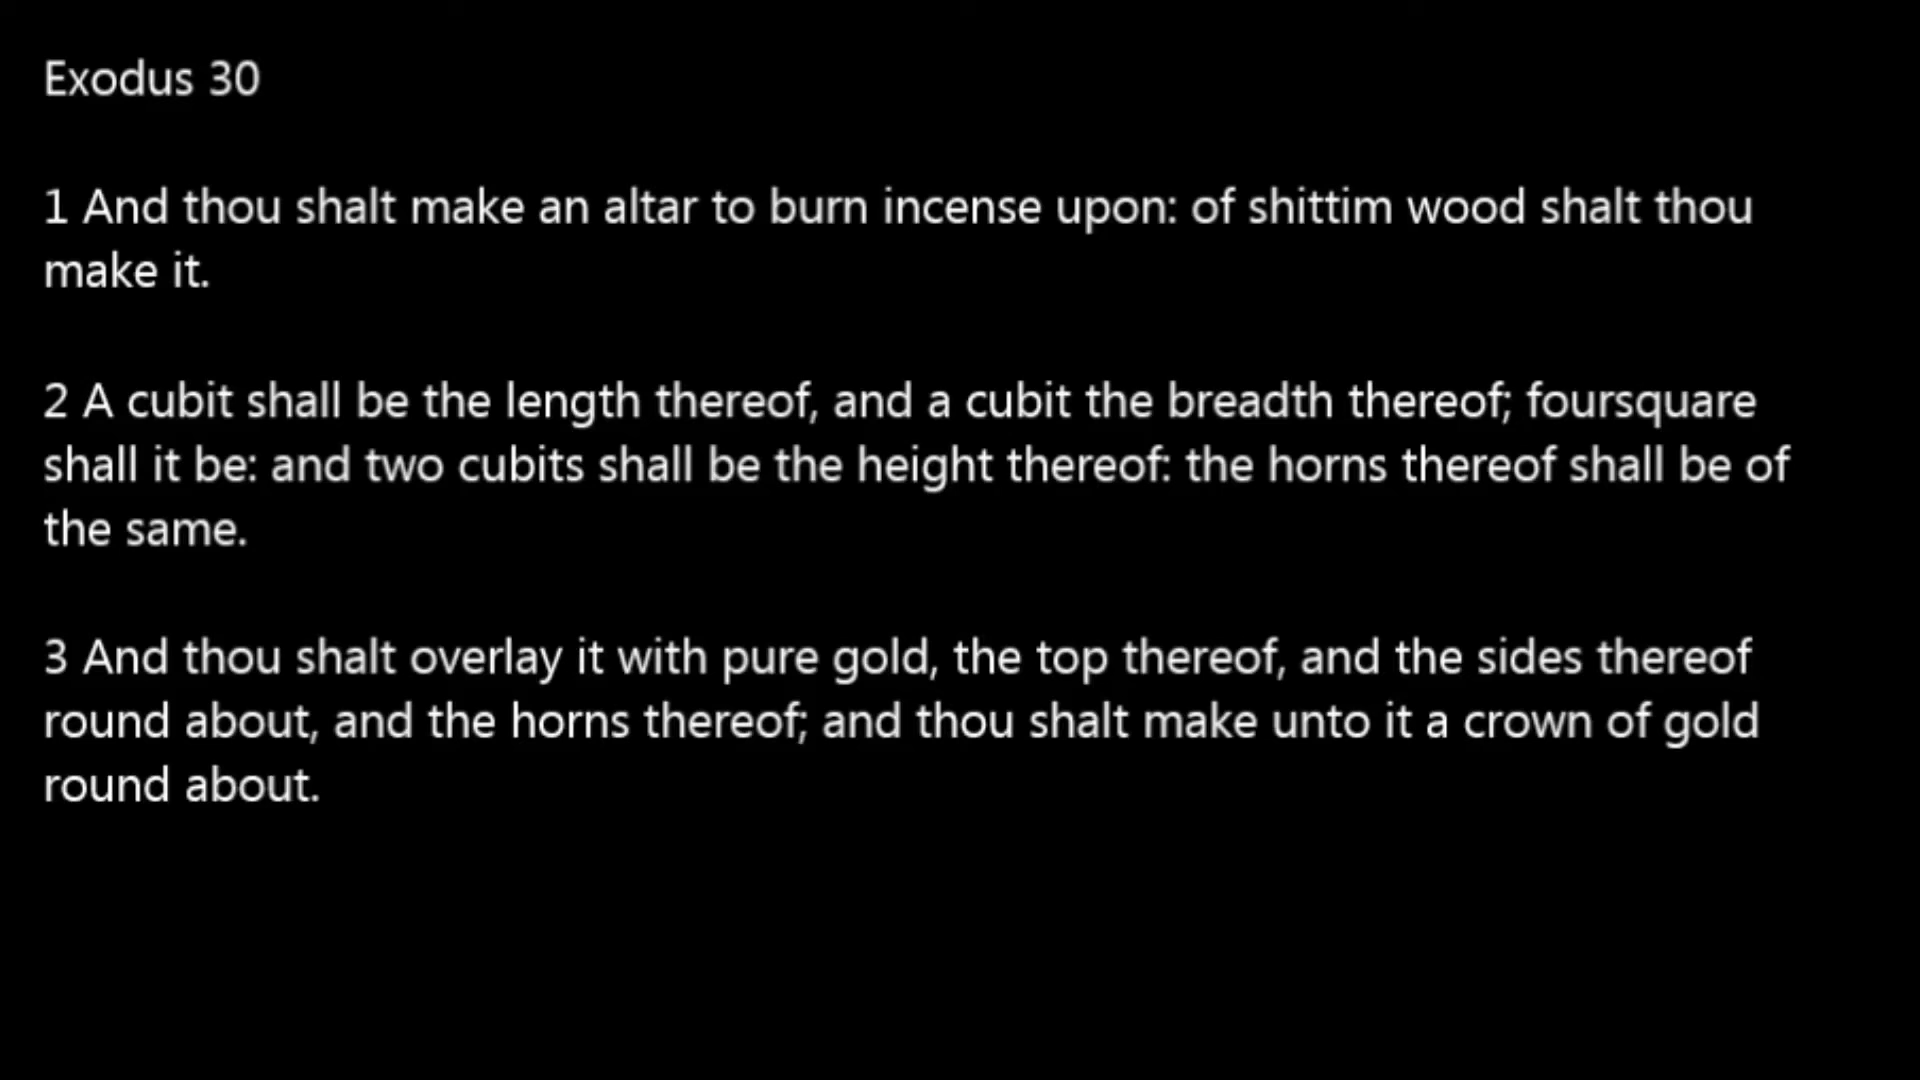 Exodus 30
1 And thou shalt make an altar to burn incense upon: of shittim wood shalt thou
make it.
2 A cubit shall be the length thereof, and a cubit the breadth thereof; foursquare
shall it be: and two cubits shall be the height thereof: the horns thereof shall be of
the same.
3 And thou shalt overlay it with pure gold, the top thereof, and the sides thereof
round about, and the horns thereof; and thou shalt make unto it a crown of gold
round about.